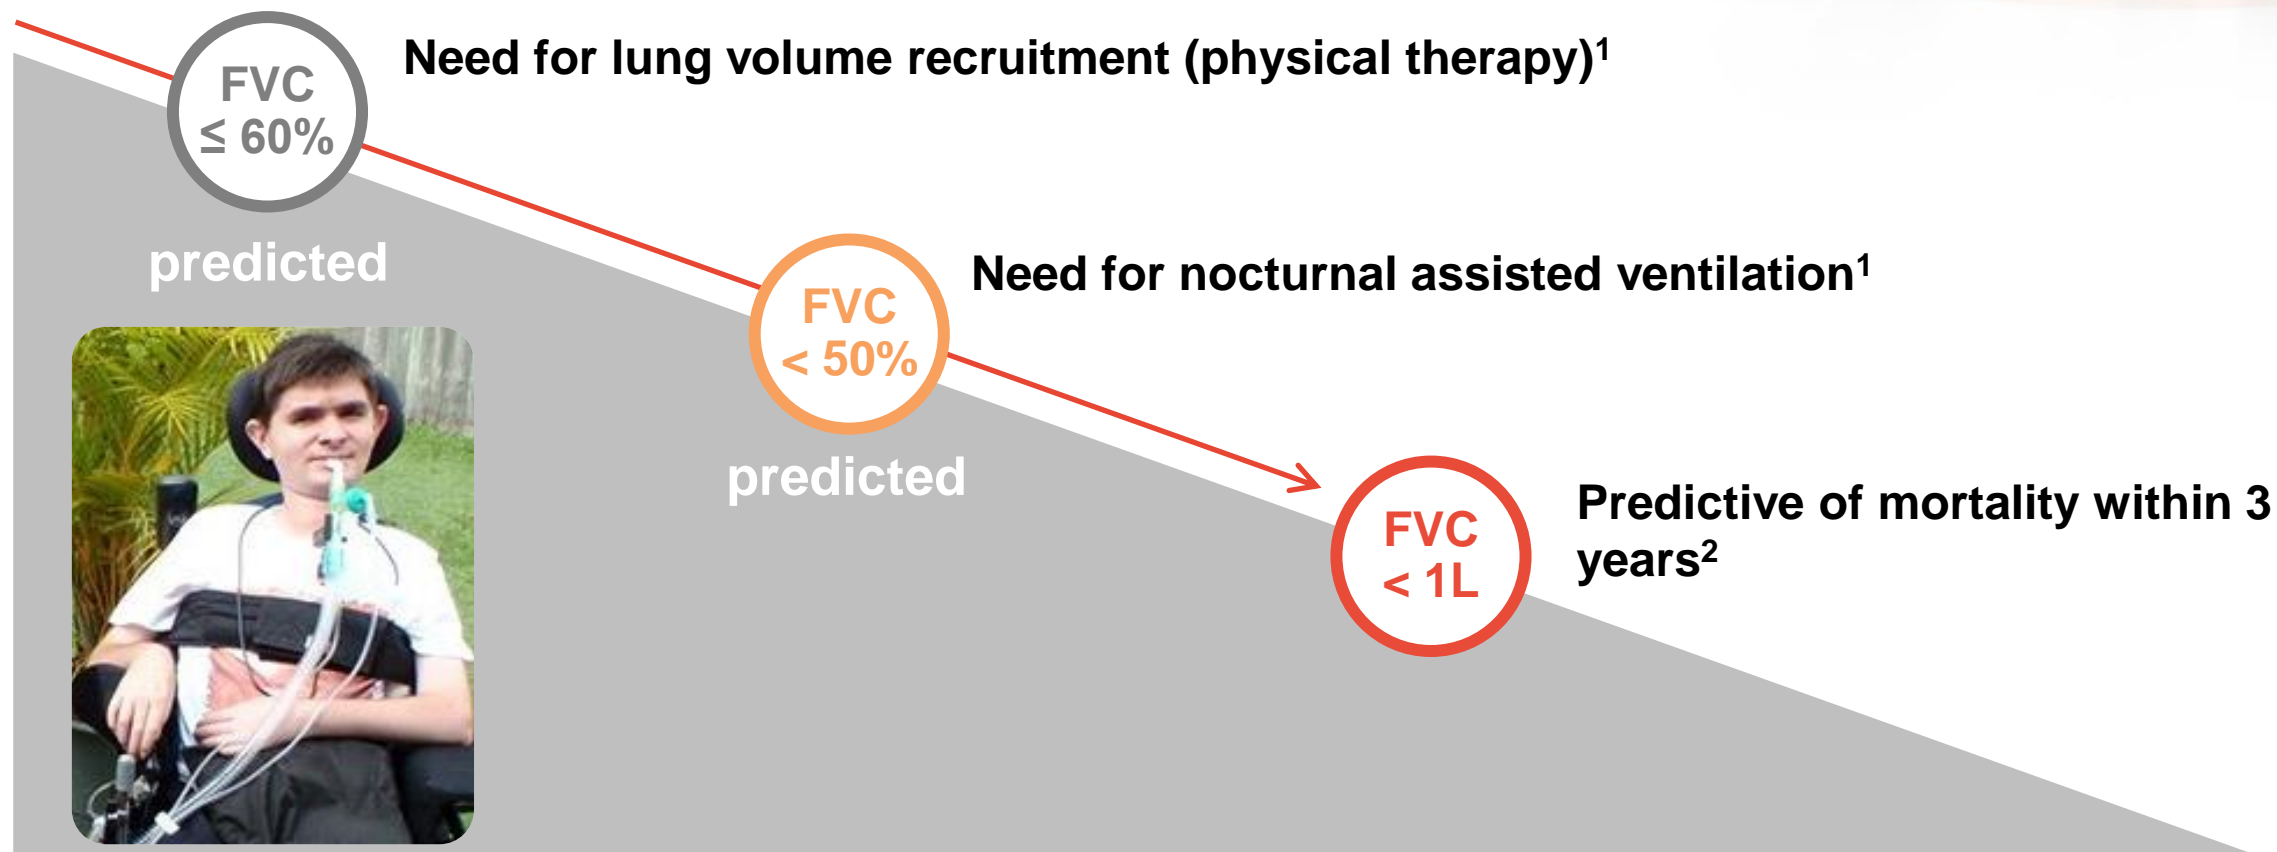 FVC
≤ 60%
predicted
Need for lung volume recruitment (physical therapy)¹
FVC
< 50%
predicted
Need for nocturnal assisted ventilation¹
FVC
< 1L
Predictive of mortality within 3
years²